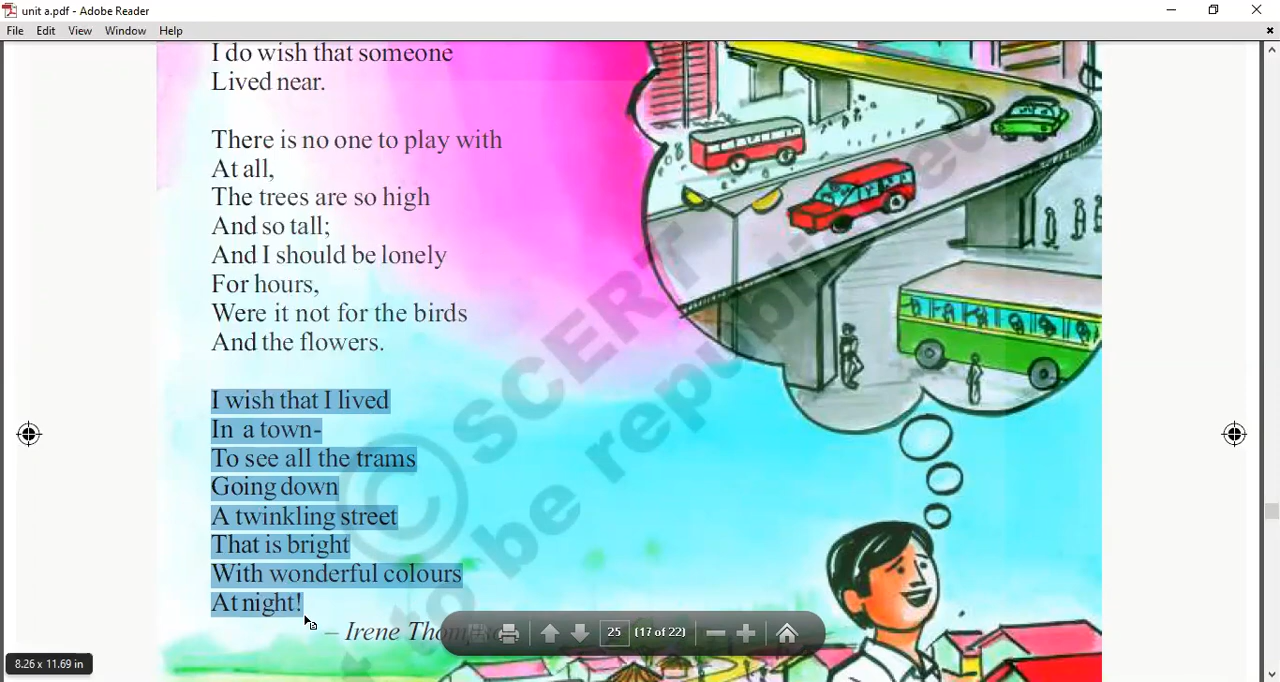 unit a.pdf - Adobe Reader
File Edit View Window Help
I do wish that someone
Lived near.
There is no one to play with
At all,
The trees are so high
And so tall;
And I should be lonely
For hours,
Were it not for the birds
And the flowers.
I wish that I lived
In a town-
To see all the trams
Going down
A twinkling street
That is bright
With wonderful colours
At night!
– Irene
25 (17 of 22)
8.26 x 11.69 in
© SCERT
to be republished